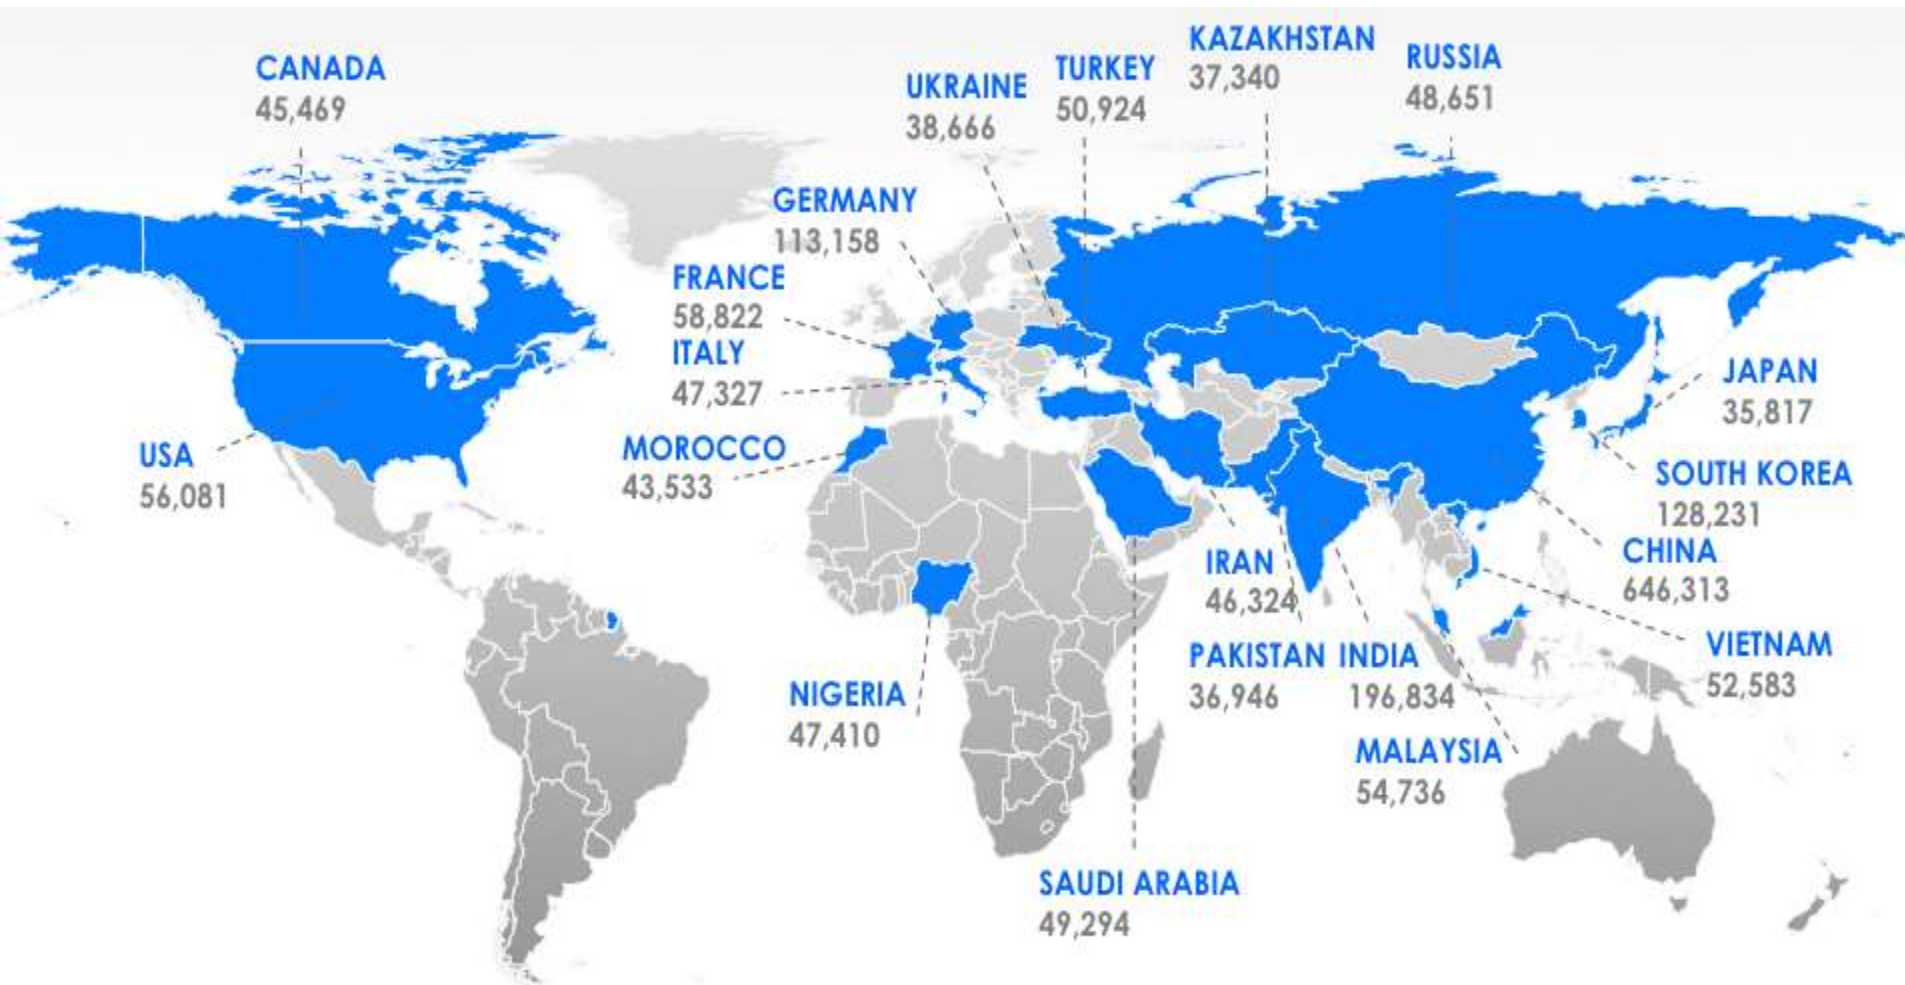 CANADA
45,469
UKRAINE
38,666
TURKEY
50,924
KAZAKHSTAN
37,340
RUSSIA
48,651
GERMANY
113,158
FRANCE
58,822
ITALY
47,327
USA
56,081
MOROCCO
43,533
JAPAN
35,817
SOUTH KOREA
128,231
CHINA
646,313
IRAN
46,324
VIETNAM
52,583
PAKISTAN INDIA
36,946 196,834
NIGERIA
47,410
MALAYSIA
54,736
SAUDI ARABIA
49,294